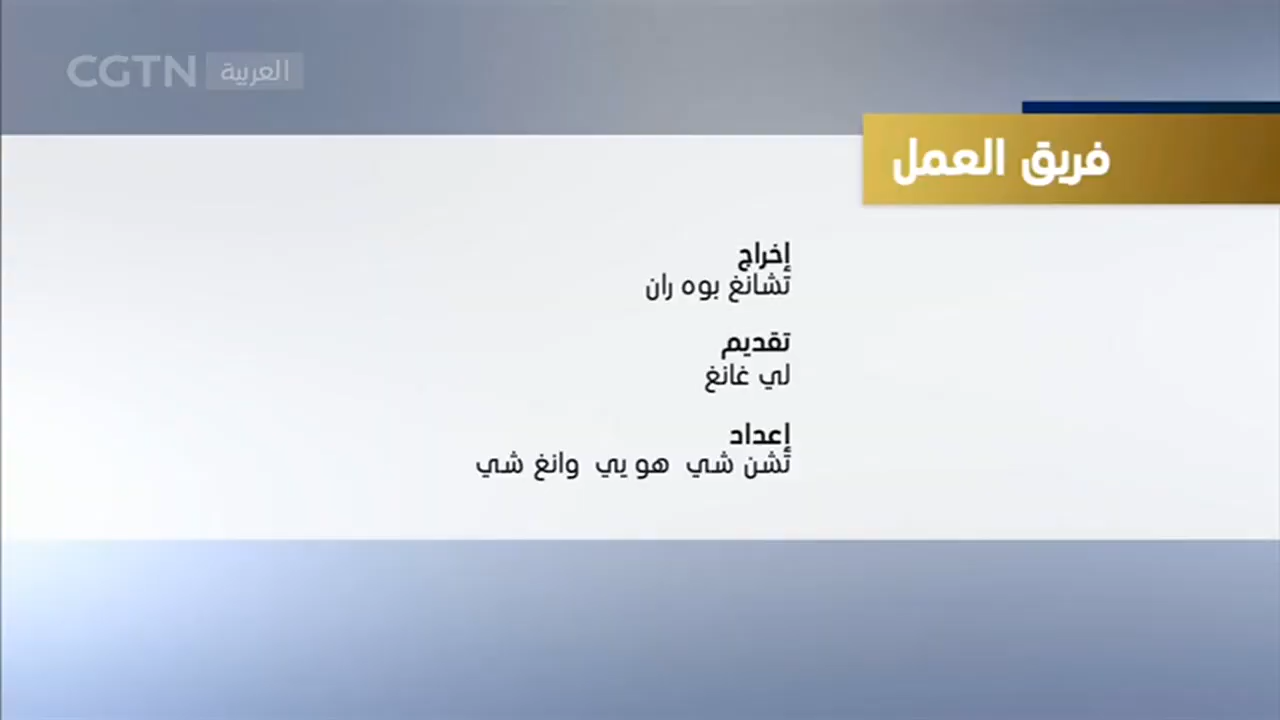 CGTN العربية
فريق العمل
إخراج
تشانغ بوه ران
تقديم
لي غانغ
إعداد
تشن شي هو يي وانغ شي